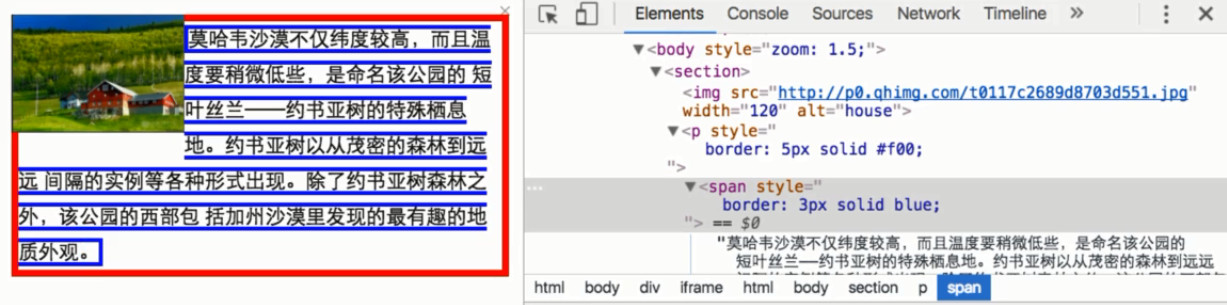 莫哈韦沙漠不仅纬度较高，而且温
度要稍微低些，是命名该公园的 短
叶丝兰——约书亚树的特殊栖息
地。约书亚树以从茂密的森林到远
远 间隔的实例等各种形式出现。除了约书亚树森林之
外，该公园的西部包 括加州沙漠里发现的最有趣的地
质外观。
Elements Console Sources Network Timeline »
▼<body style="zoom: 1.5;">
▼<section>
<img src="http://p0.qhimg.com/t0117c2689d8703d551.jpg"
width="120" alt="house">
▼<p style="
border: 5px solid #f00;
">
▼<span style="
border: 3px solid blue;
"> == $0
"莫哈韦沙漠不仅纬度较高，而且温度要稍微低些，是命名该公园的
短叶丝兰——约书亚树的特殊栖息地。约书亚树以从茂密的森林到远远
html body div iframe html body section p span